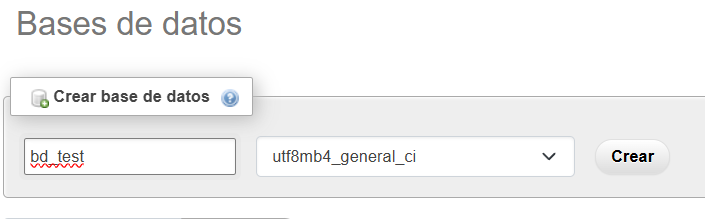 Bases de datos
Crear base de datos
bd_test utf8mb4_general_ci Crear